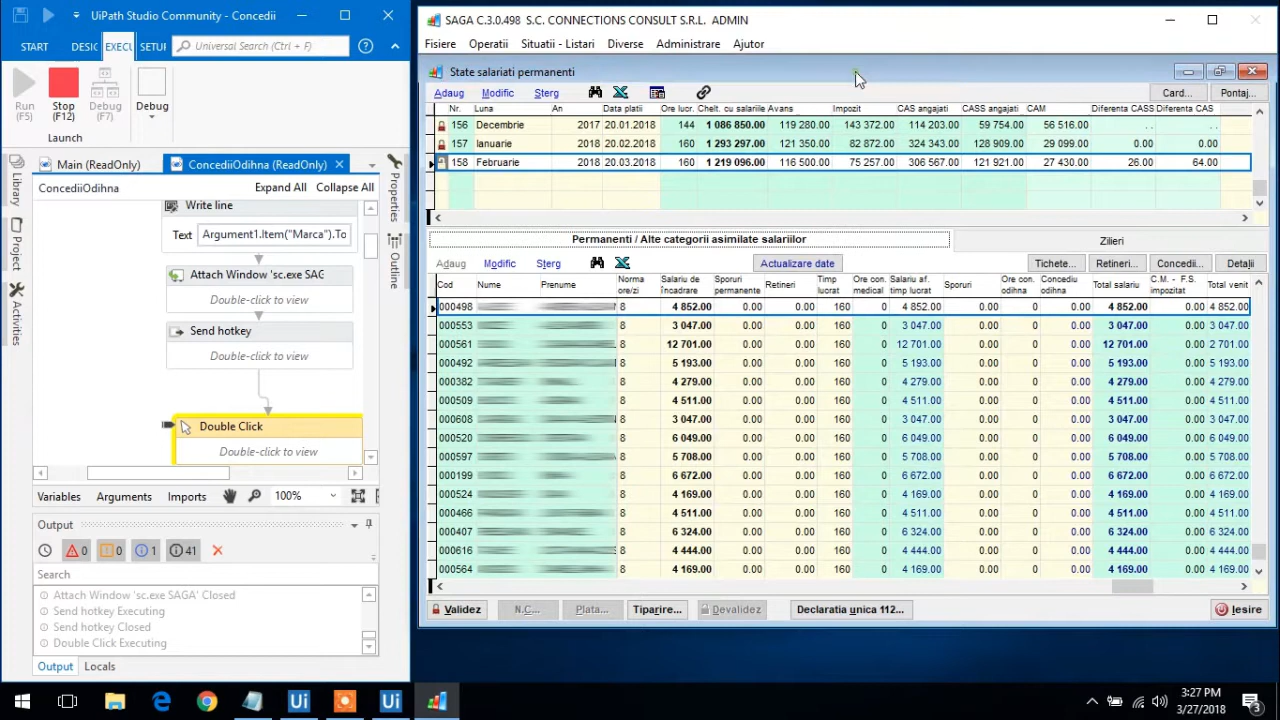 UiPath Studio Community - Concedii
START DESIC EXECU SETUP Universal Search (Ctrl + F)
Run (F5) Stop (F12) Debug (F7) Debug
Launch
Main (ReadOnly) ConcediiOdihna (ReadOnly)
ConcediiOdihna Expand All Collapse All
Library
Project
Activities
Properties
Outline
Write line
Text Argument1.Item("Marca").To
Attach Window 'sc.exe SAG
Double-click to view
Send hotkey
Double-click to view
Double Click
Double-click to view
Variables Arguments Imports 100%
Output
0 0 1 41
Search
Attach Window 'sc.exe SAGA' Closed
Send hotkey Executing
Send hotkey Closed
Double Click Executing
Output Locals
SAGA C.3.0.498 S.C. CONNECTIONS CONSULT S.R.L. ADMIN
Fisiere Operatii Situatii - Listari Diverse Administrare Ajutor
State salariati permanenti
Adaug Modific Sterg Card... Pontaj...
Nr. Luna An Data platii Ore lucr. Chelt. cu salariile Avans Impozit CAS angajati CASS angajati CAM Diferenta CASS Diferenta CAS
156 Decembrie 2017 20.01.2018 144 1 086 850.00 119 280.00 143 372.00 114 203.00 59 754.00 56 516.00 . . . .
157 Ianuarie 2018 20.02.2018 160 1 293 297.00 121 350.00 82 872.00 324 343.00 128 909.00 29 099.00 0.00 0.00
158 Februarie 2018 20.03.2018 160 1 219 096.00 116 500.00 75 257.00 306 567.00 121 921.00 27 430.00 26.00 64.00
Permanenti / Alte categorii asimilate salariilor Zilieri
Adaug Modific Sterg Actualizare date Tichete... Retineri... Concedii... Detalii
Cod Nume Prenume Norma ore/zi Salariu de încadrare Sporuri permanente Retineri Timp lucrat Ore con. medical Salariu af. timp lucrat Sporuri Ore con. odihna Concediu odihna Total salariu C.M. - F.S. impozitat Total venit
000498 8 4 852.00 0.00 0.00 160 0 4 852.00 0.00 0 0.00 4 852.00 0.00 4 852.00
000553 8 3 047.00 0.00 0.00 160 0 3 047.00 0.00 0 0.00 3 047.00 0.00 3 047.00
000561 8 12 701.00 0.00 0.00 160 0 12 701.00 0.00 0 0.00 12 701.00 0.00 2 701.00
000492 8 5 193.00 0.00 0.00 160 0 5 193.00 0.00 0 0.00 5 193.00 0.00 5 193.00
000382 8 4 279.00 0.00 0.00 160 0 4 279.00 0.00 0 0.00 4 279.00 0.00 4 279.00
000509 8 4 511.00 0.00 0.00 160 0 4 511.00 0.00 0 0.00 4 511.00 0.00 4 511.00
000608 8 3 047.00 0.00 0.00 160 0 3 047.00 0.00 0 0.00 3 047.00 0.00 3 047.00
000520 8 6 049.00 0.00 0.00 160 0 6 049.00 0.00 0 0.00 6 049.00 0.00 6 049.00
000597 8 5 708.00 0.00 0.00 160 0 5 708.00 0.00 0 0.00 5 708.00 0.00 5 708.00
000199 8 6 672.00 0.00 0.00 160 0 6 672.00 0.00 0 0.00 6 672.00 0.00 6 672.00
000524 8 4 169.00 0.00 0.00 160 0 4 169.00 0.00 0 0.00 4 169.00 0.00 4 169.00
000466 8 4 511.00 0.00 0.00 160 0 4 511.00 0.00 0 0.00 4 511.00 0.00 4 511.00
000407 8 6 324.00 0.00 0.00 160 0 6 324.00 0.00 0 0.00 6 324.00 0.00 6 324.00
000616 8 4 444.00 0.00 0.00 160 0 4 444.00 0.00 0 0.00 4 444.00 0.00 4 444.00
000564 8 4 169.00 0.00 0.00 160 0 4 169.00 0.00 0 0.00 4 169.00 0.00 4 169.00
Validez N.C... Plata... Tiparire... Devalidez Declaratia unica 112... Iesire
Ui Ui 3:27 PM
3/27/2018 3